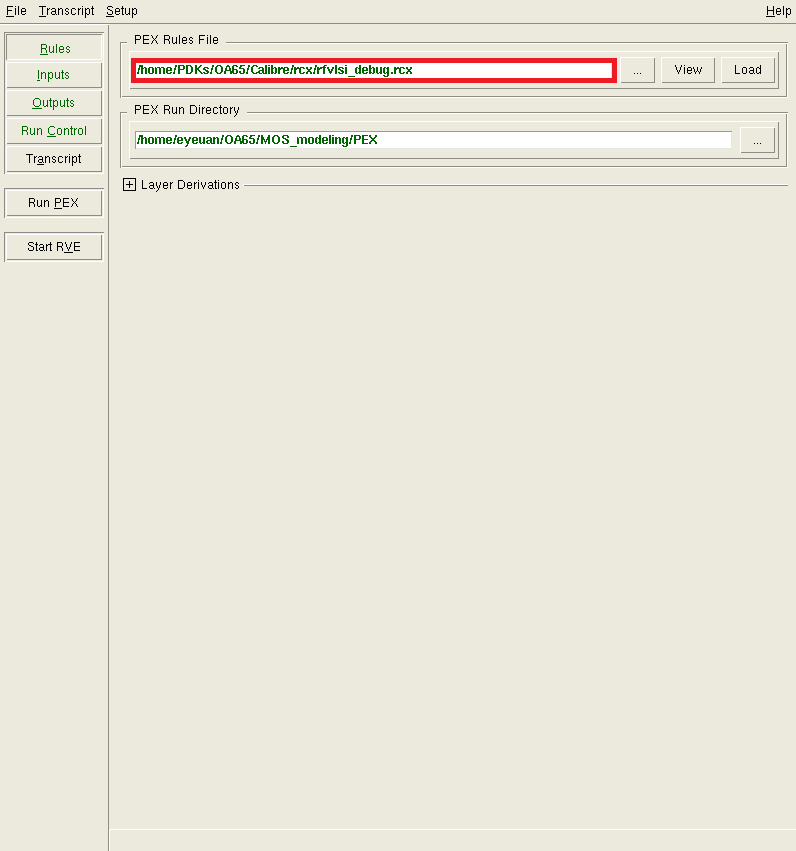 File Transcript Setup Help
Rules
Inputs
Outputs
Run Control
Transcript
Run PEX
Start RVE
PEX Rules File
/home/PDKs/OA65/Calibre/rcx/rfvlsi_debug.rcx ... View Load
PEX Run Directory
/home/eyeuan/OA65/MOS_modeling/PEX ...
+ Layer Derivations